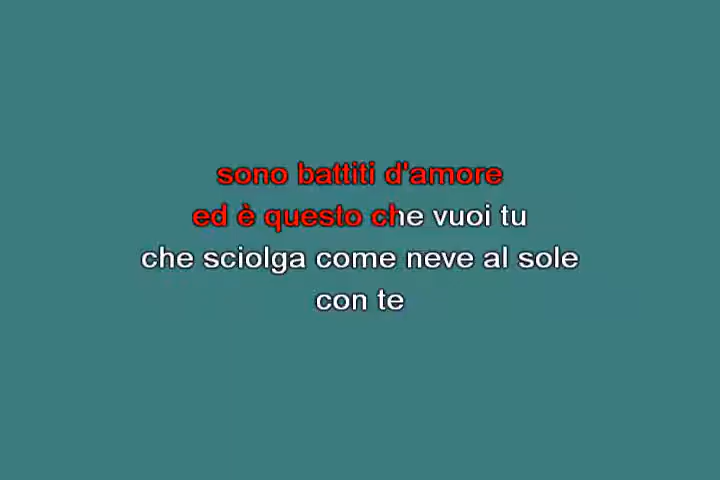 sono battiti d'amore
ed è questo che vuoi tu
che sciolga come neve al sole
con te